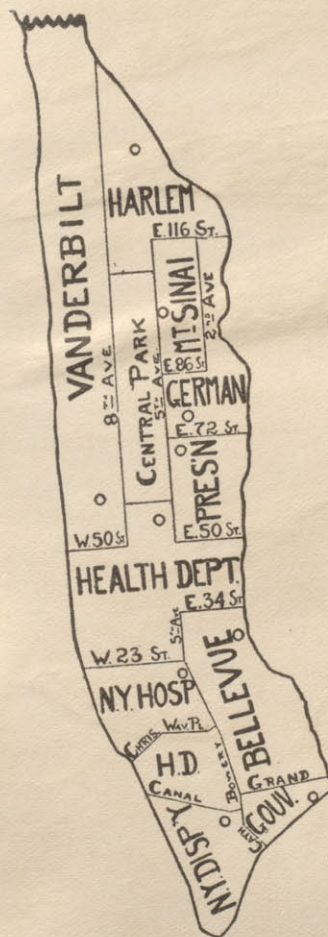 VANDERBILT
HARLEM
E. 116 ST.
8TH AVE
CENTRAL PARK
5TH AVE.
MT SINAI
2ND AVE
E.86 St
GERMAN
E.72 St.
PRES'N
W.50 St
E.50 ST.
HEALTH DEPT.
E.34 ST
5TH AVE
W. 23 ST.
N.Y. HOSP
BELLEVUE
CHRIS.
WAV. PL.
H.D.
BOWERY
CANAL
GRAND
GOUV.
CATH
N.Y. DISP'Y